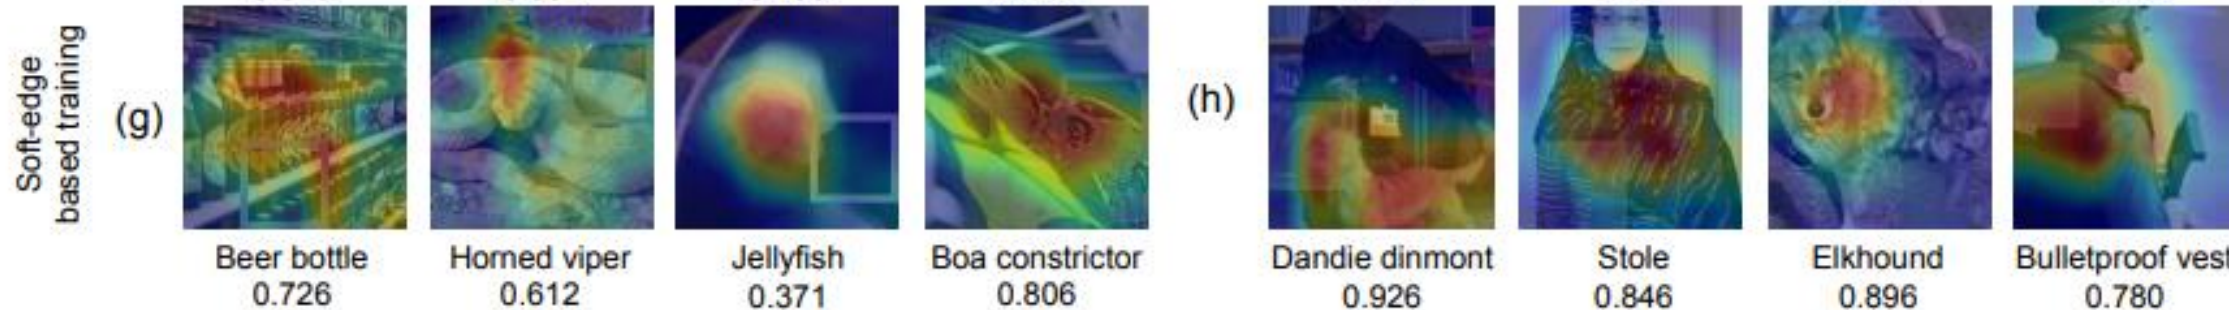 Soft-edge
based training
(g)
Beer bottle
0.726
Horned viper
0.612
Jellyfish
0.371
Boa constrictor
0.806
(h)
Dandie dinmont
0.926
Stole
0.846
Elkhound
0.896
Bulletproof vest
0.780